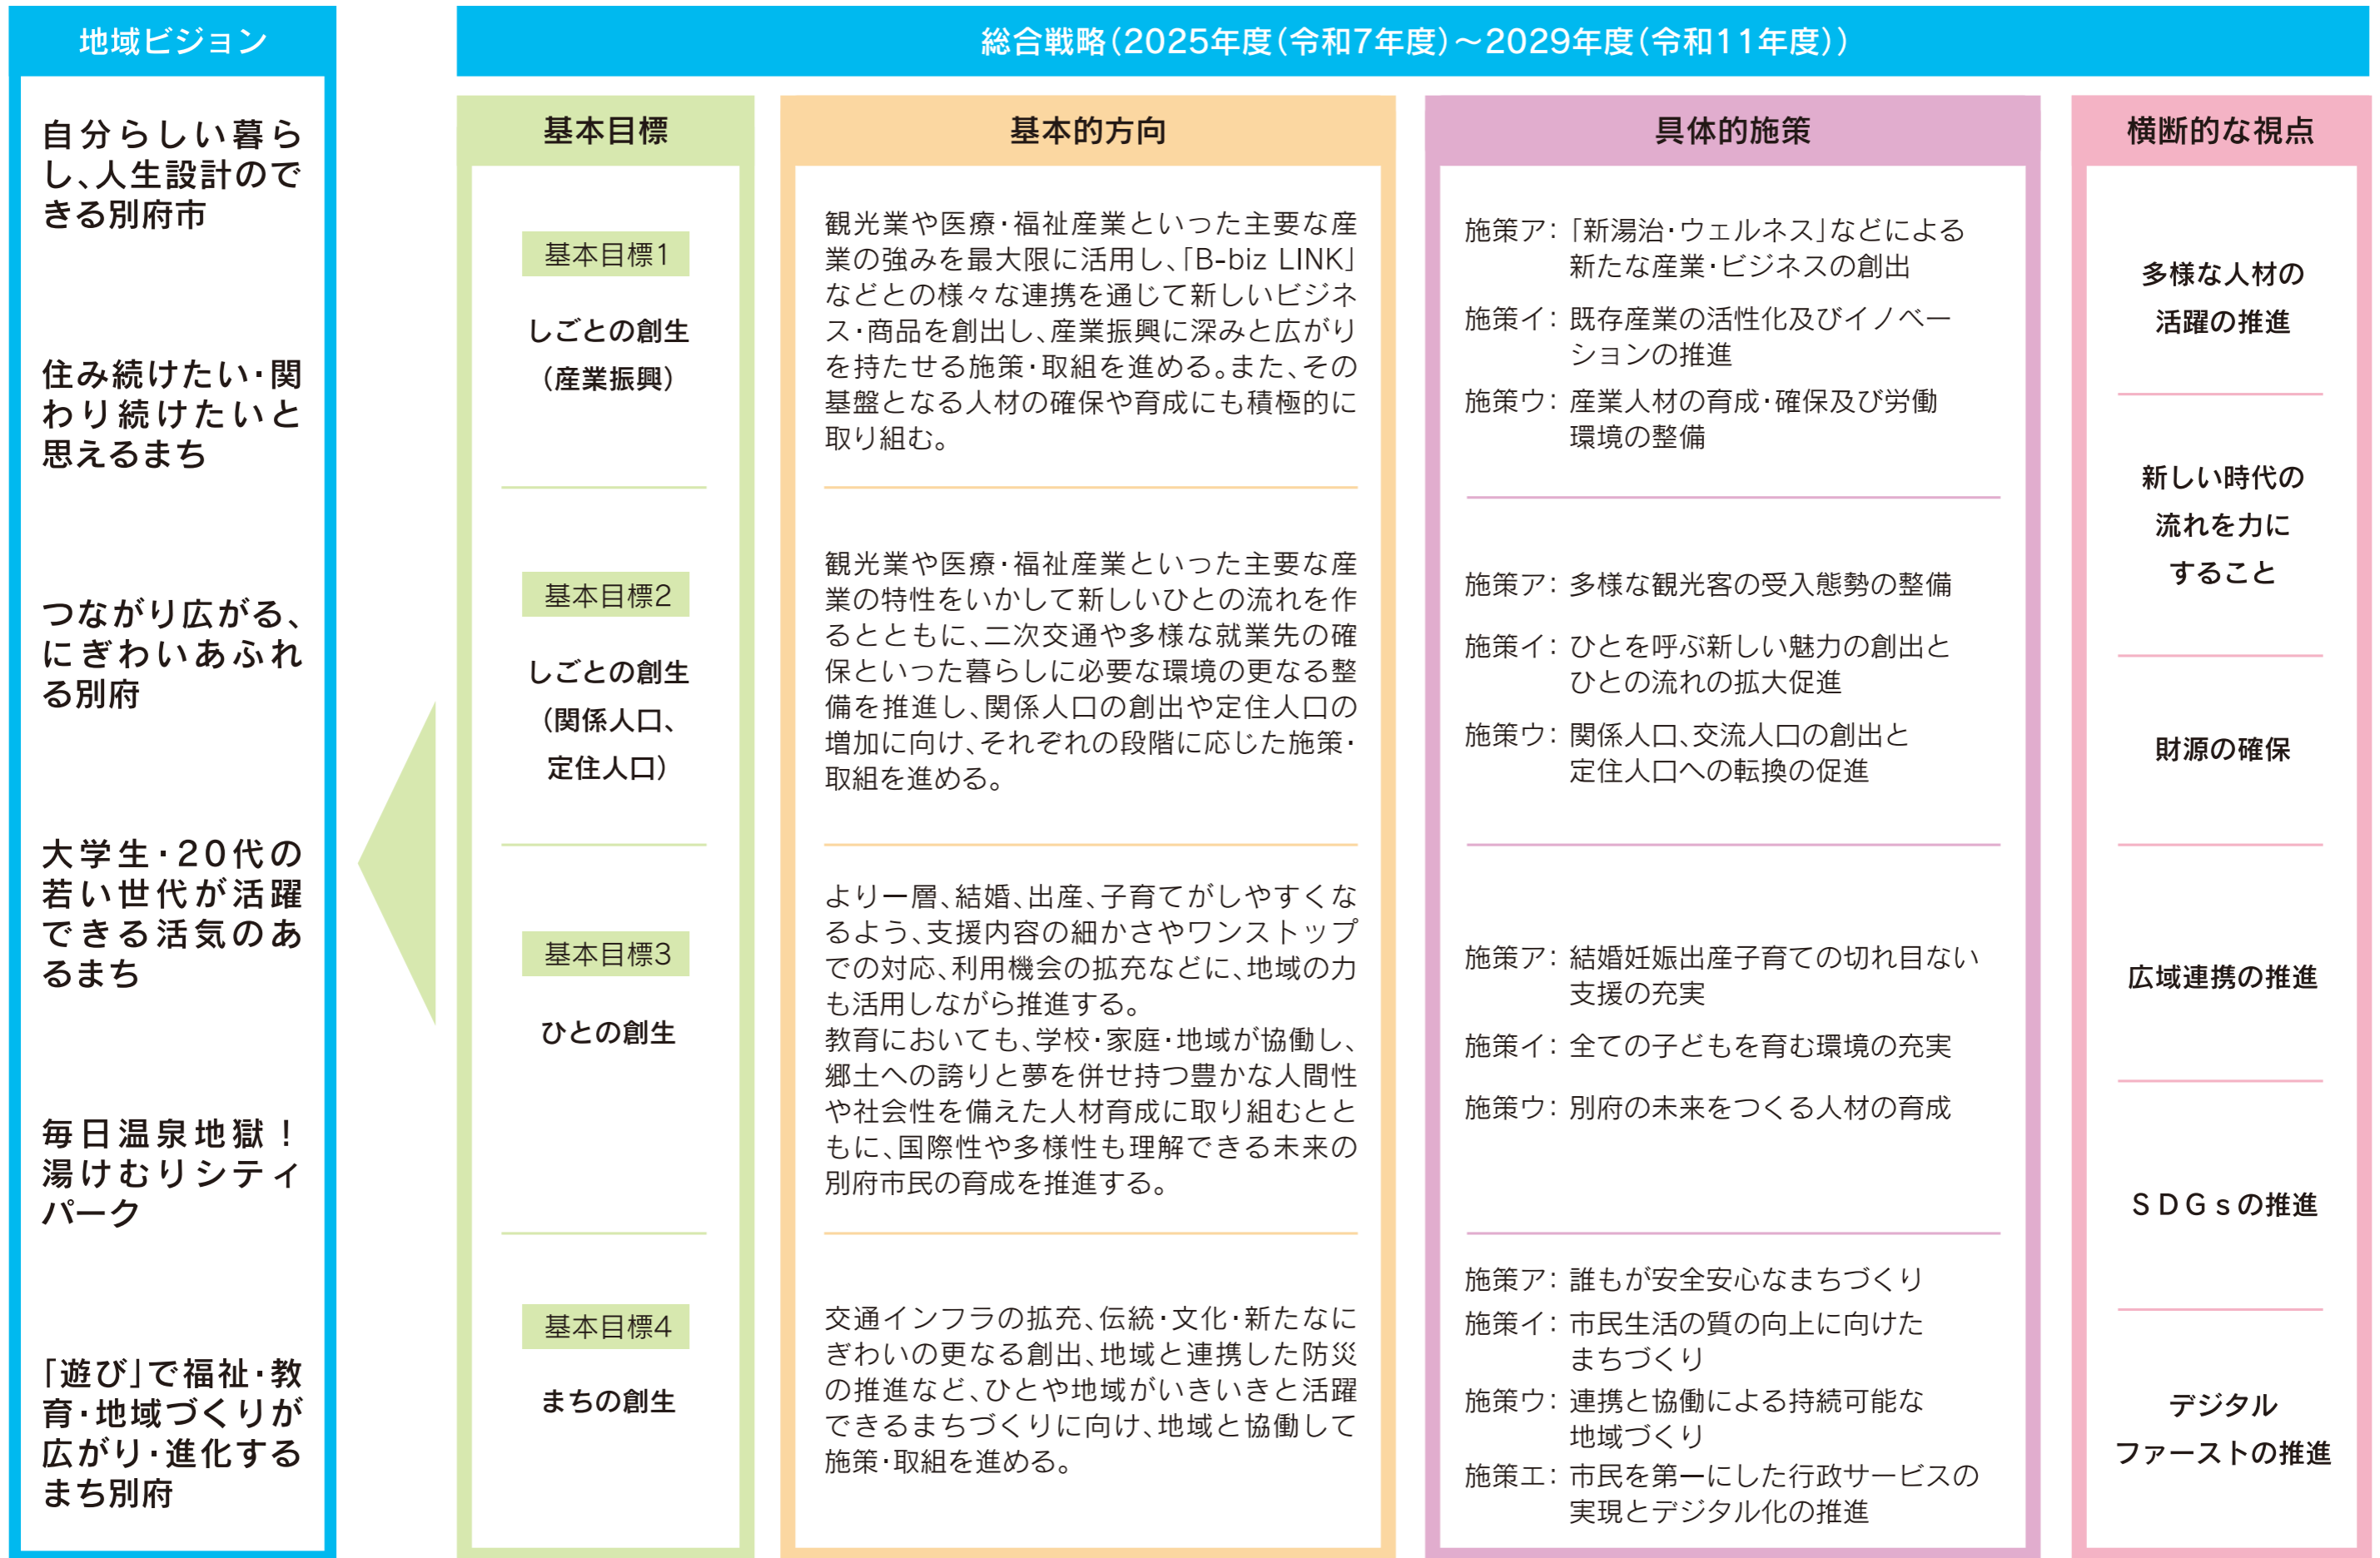 地域ビジョン
自分らしい暮ら
し、人生設計ので
きる別府市
住み続けたい・関
わり続けたいと
思えるまち
つながり広がる、
にぎわいあふれ
る別府
大学生・20代の
若い世代が活躍
できる活気のあ
るまち
毎日温泉地獄！
湯けむりシティ
パーク
「遊び」で福祉・教
育・地域づくりが
広がり・進化する
まち別府
総合戦略（2025年度（令和7年度）～2029年度（令和11年度））
基本目標
基本目標1
しごとの創生
（産業振興）
基本目標2
しごとの創生
（関係人口、
定住人口）
基本目標3
ひとの創生
基本目標4
まちの創生
基本的方向
観光業や医療・福祉産業といった主要な産
業の強みを最大限に活用し、「B-biz LINK」
などとの様々な連携を通じて新しいビジネ
ス・商品を創出し、産業振興に深みと広がり
を持たせる施策・取組を進める。また、その
基盤となる人材の確保や育成にも積極的に
取り組む。
観光業や医療・福祉産業といった主要な産
業の特性をいかして新しいひとの流れを作
るとともに、二次交通や多様な就業先の確
保といった暮らしに必要な環境の更なる整
備を推進し、関係人口の創出や定住人口の
増加に向け、それぞれの段階に応じた施策・
取組を進める。
より一層、結婚、出産、子育てがしやすくな
るよう、支援内容の細かさやワンストップ
での対応、利用機会の拡充などに、地域の力
も活用しながら推進する。
教育においても、学校・家庭・地域が協働し、
郷土への誇りと夢を併せ持つ豊かな人間性
や社会性を備えた人材育成に取り組むとと
もに、国際性や多様性も理解できる未来の
別府市民の育成を推進する。
交通インフラの拡充、伝統・文化・新たなに
ぎわいの更なる創出、地域と連携した防災
の推進など、ひとや地域がいきいきと活躍
できるまちづくりに向け、地域と協働して
施策・取組を進める。
具体的施策
施策ア：「新湯治・ウェルネス」などによる
新たな産業・ビジネスの創出
施策イ：既存産業の活性化及びイノベー
ションの推進
施策ウ：産業人材の育成・確保及び労働
環境の整備
施策ア：多様な観光客の受入態勢の整備
施策イ：ひとを呼ぶ新しい魅力の創出と
ひとの流れの拡大促進
施策ウ：関係人口、交流人口の創出と
定住人口への転換の促進
施策ア：結婚妊娠出産子育ての切れ目ない
支援の充実
施策イ：全ての子どもを育む環境の充実
施策ウ：別府の未来をつくる人材の育成
施策ア：誰もが安全安心なまちづくり
施策イ：市民生活の質の向上に向けた
まちづくり
施策ウ：連携と協働による持続可能な
地域づくり
施策エ：市民を第一にした行政サービスの
実現とデジタル化の推進
横断的な視点
多様な人材の
活躍の推進
新しい時代の
流れを力に
すること
財源の確保
広域連携の推進
ＳＤＧｓの推進
デジタル
ファーストの推進